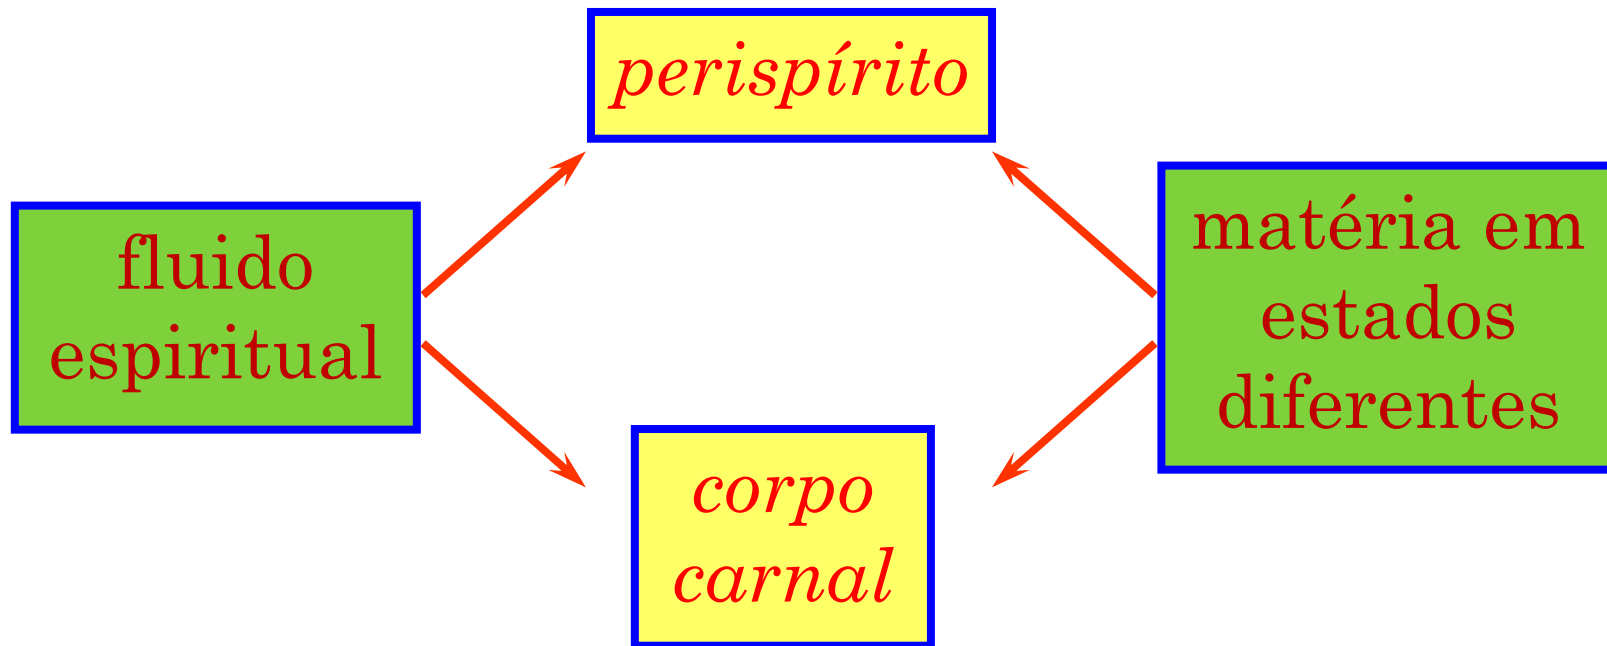 perispírito
fluido
espiritual
matéria em
estados
diferentes
corpo
carnal